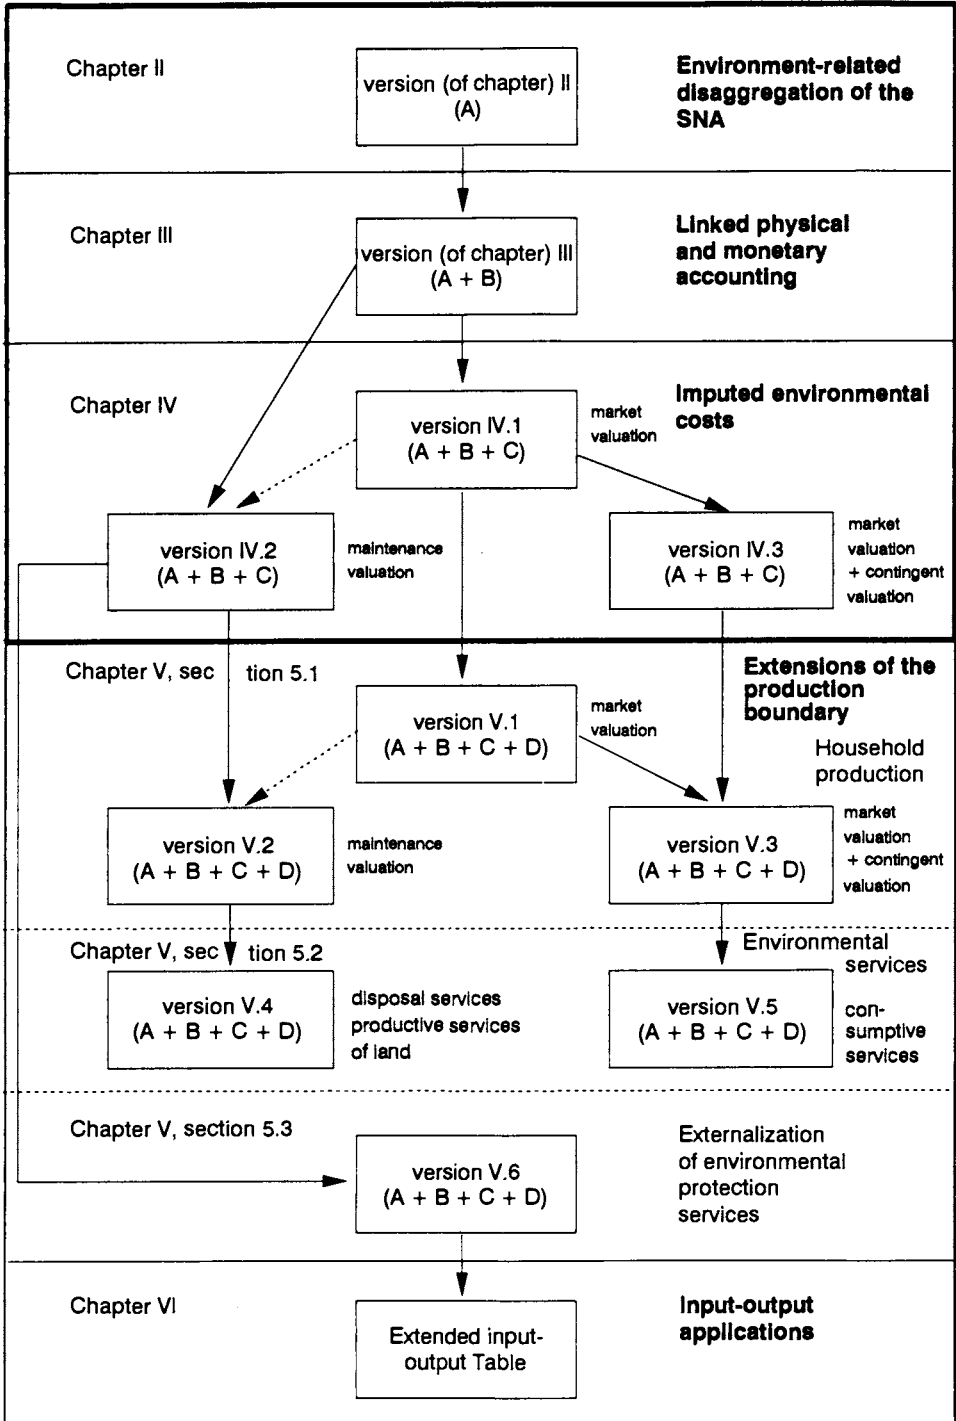 Chapter II
version (of chapter) II
(A)
Environment-related
disaggregation of the
SNA
Chapter III
version (of chapter) III
(A + B)
Linked physical
and monetary
accounting
Chapter IV
version IV.1
(A + B + C)
market
valuation
Imputed environmental
costs
version IV.2
(A + B + C)
maintenance
valuation
version IV.3
(A + B + C)
market
valuation
+ contingent
valuation
Chapter V, sec tion 5.1
Extensions of the
production
boundary
version V.1
(A + B + C + D)
market
valuation
Household
production
version V.2
(A + B + C + D)
maintenance
valuation
version V.3
(A + B + C + D)
market
valuation
+ contingent
valuation
Chapter V, sec tion 5.2
Environmental
services
version V.4
(A + B + C + D)
disposal services
productive services
of land
version V.5
(A + B + C + D)
con-
sumptive
services
Chapter V, section 5.3
version V.6
(A + B + C + D)
Externalization
of environmental
protection
services
Chapter VI
Extended input-
output Table
Input-output
applications